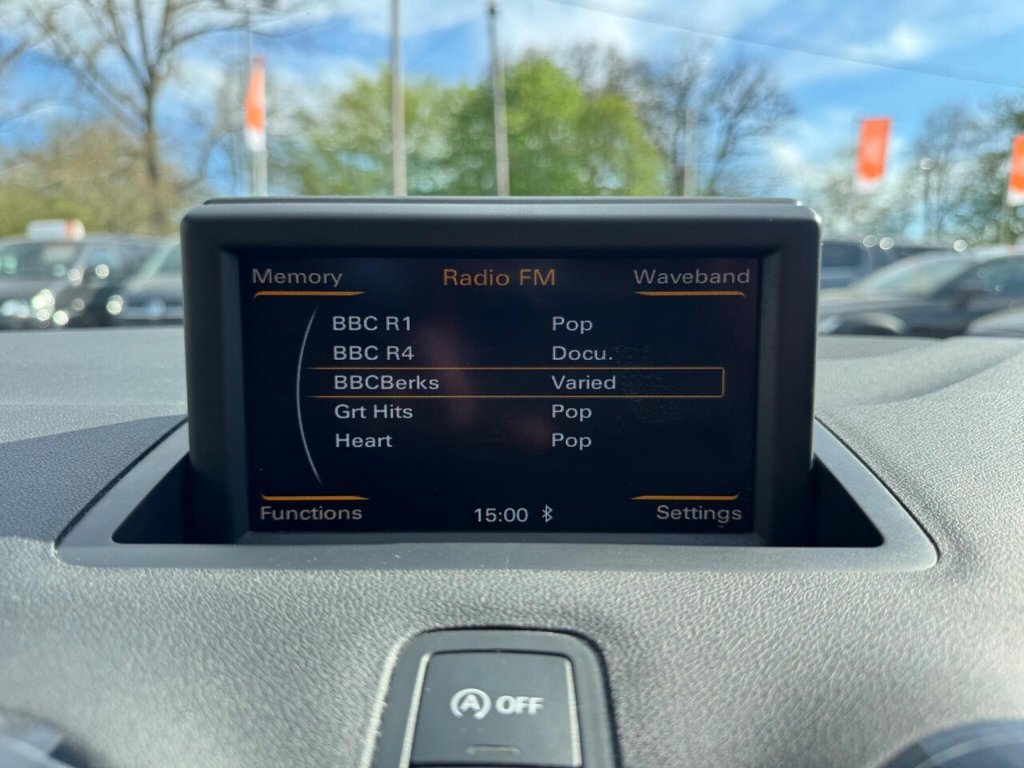 Memory Radio FM Waveband
BBC R1 Pop
BBC R4 Docu.
BBCBerks Varied
Grt Hits Pop
Heart Pop
Functions 15:00 Settings
A OFF